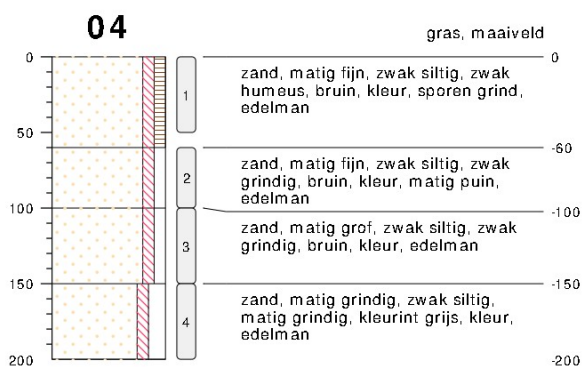 04
gras, maaiveld
0
0
zand, matig fijn, zwak siltig, zwak
humeus, bruin, kleur, sporen grind,
edelman
1
50
-60
zand, matig fijn, zwak siltig, zwak
grindig, bruin, kleur, matig puin,
edelman
2
100
-100
zand, matig grof, zwak siltig, zwak
grindig, bruin, kleur, edelman
3
150
-150
zand, matig grindig, zwak siltig,
matig grindig, kleurint grijs, kleur,
edelman
4
200
-200